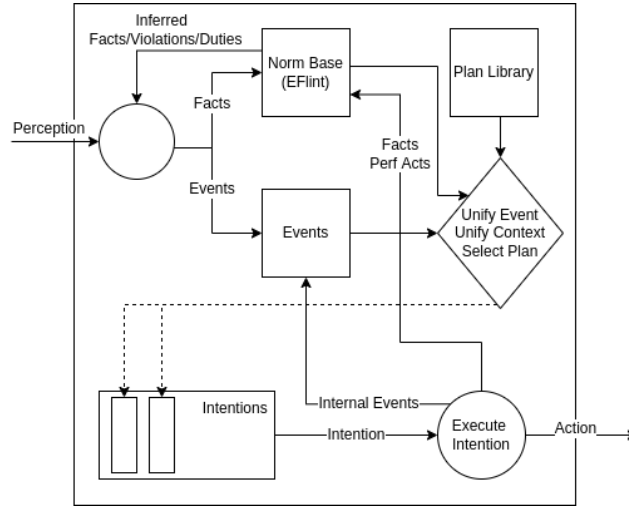 Inferred
Facts/Violations/Duties
Norm Base
(EFlint)
Plan Library
Perception
Facts
Facts
Perf Acts
Events
Events
Unify Event
Unify Context
Select Plan
Intentions
Internal Events
Intention
Execute
Intention
Action